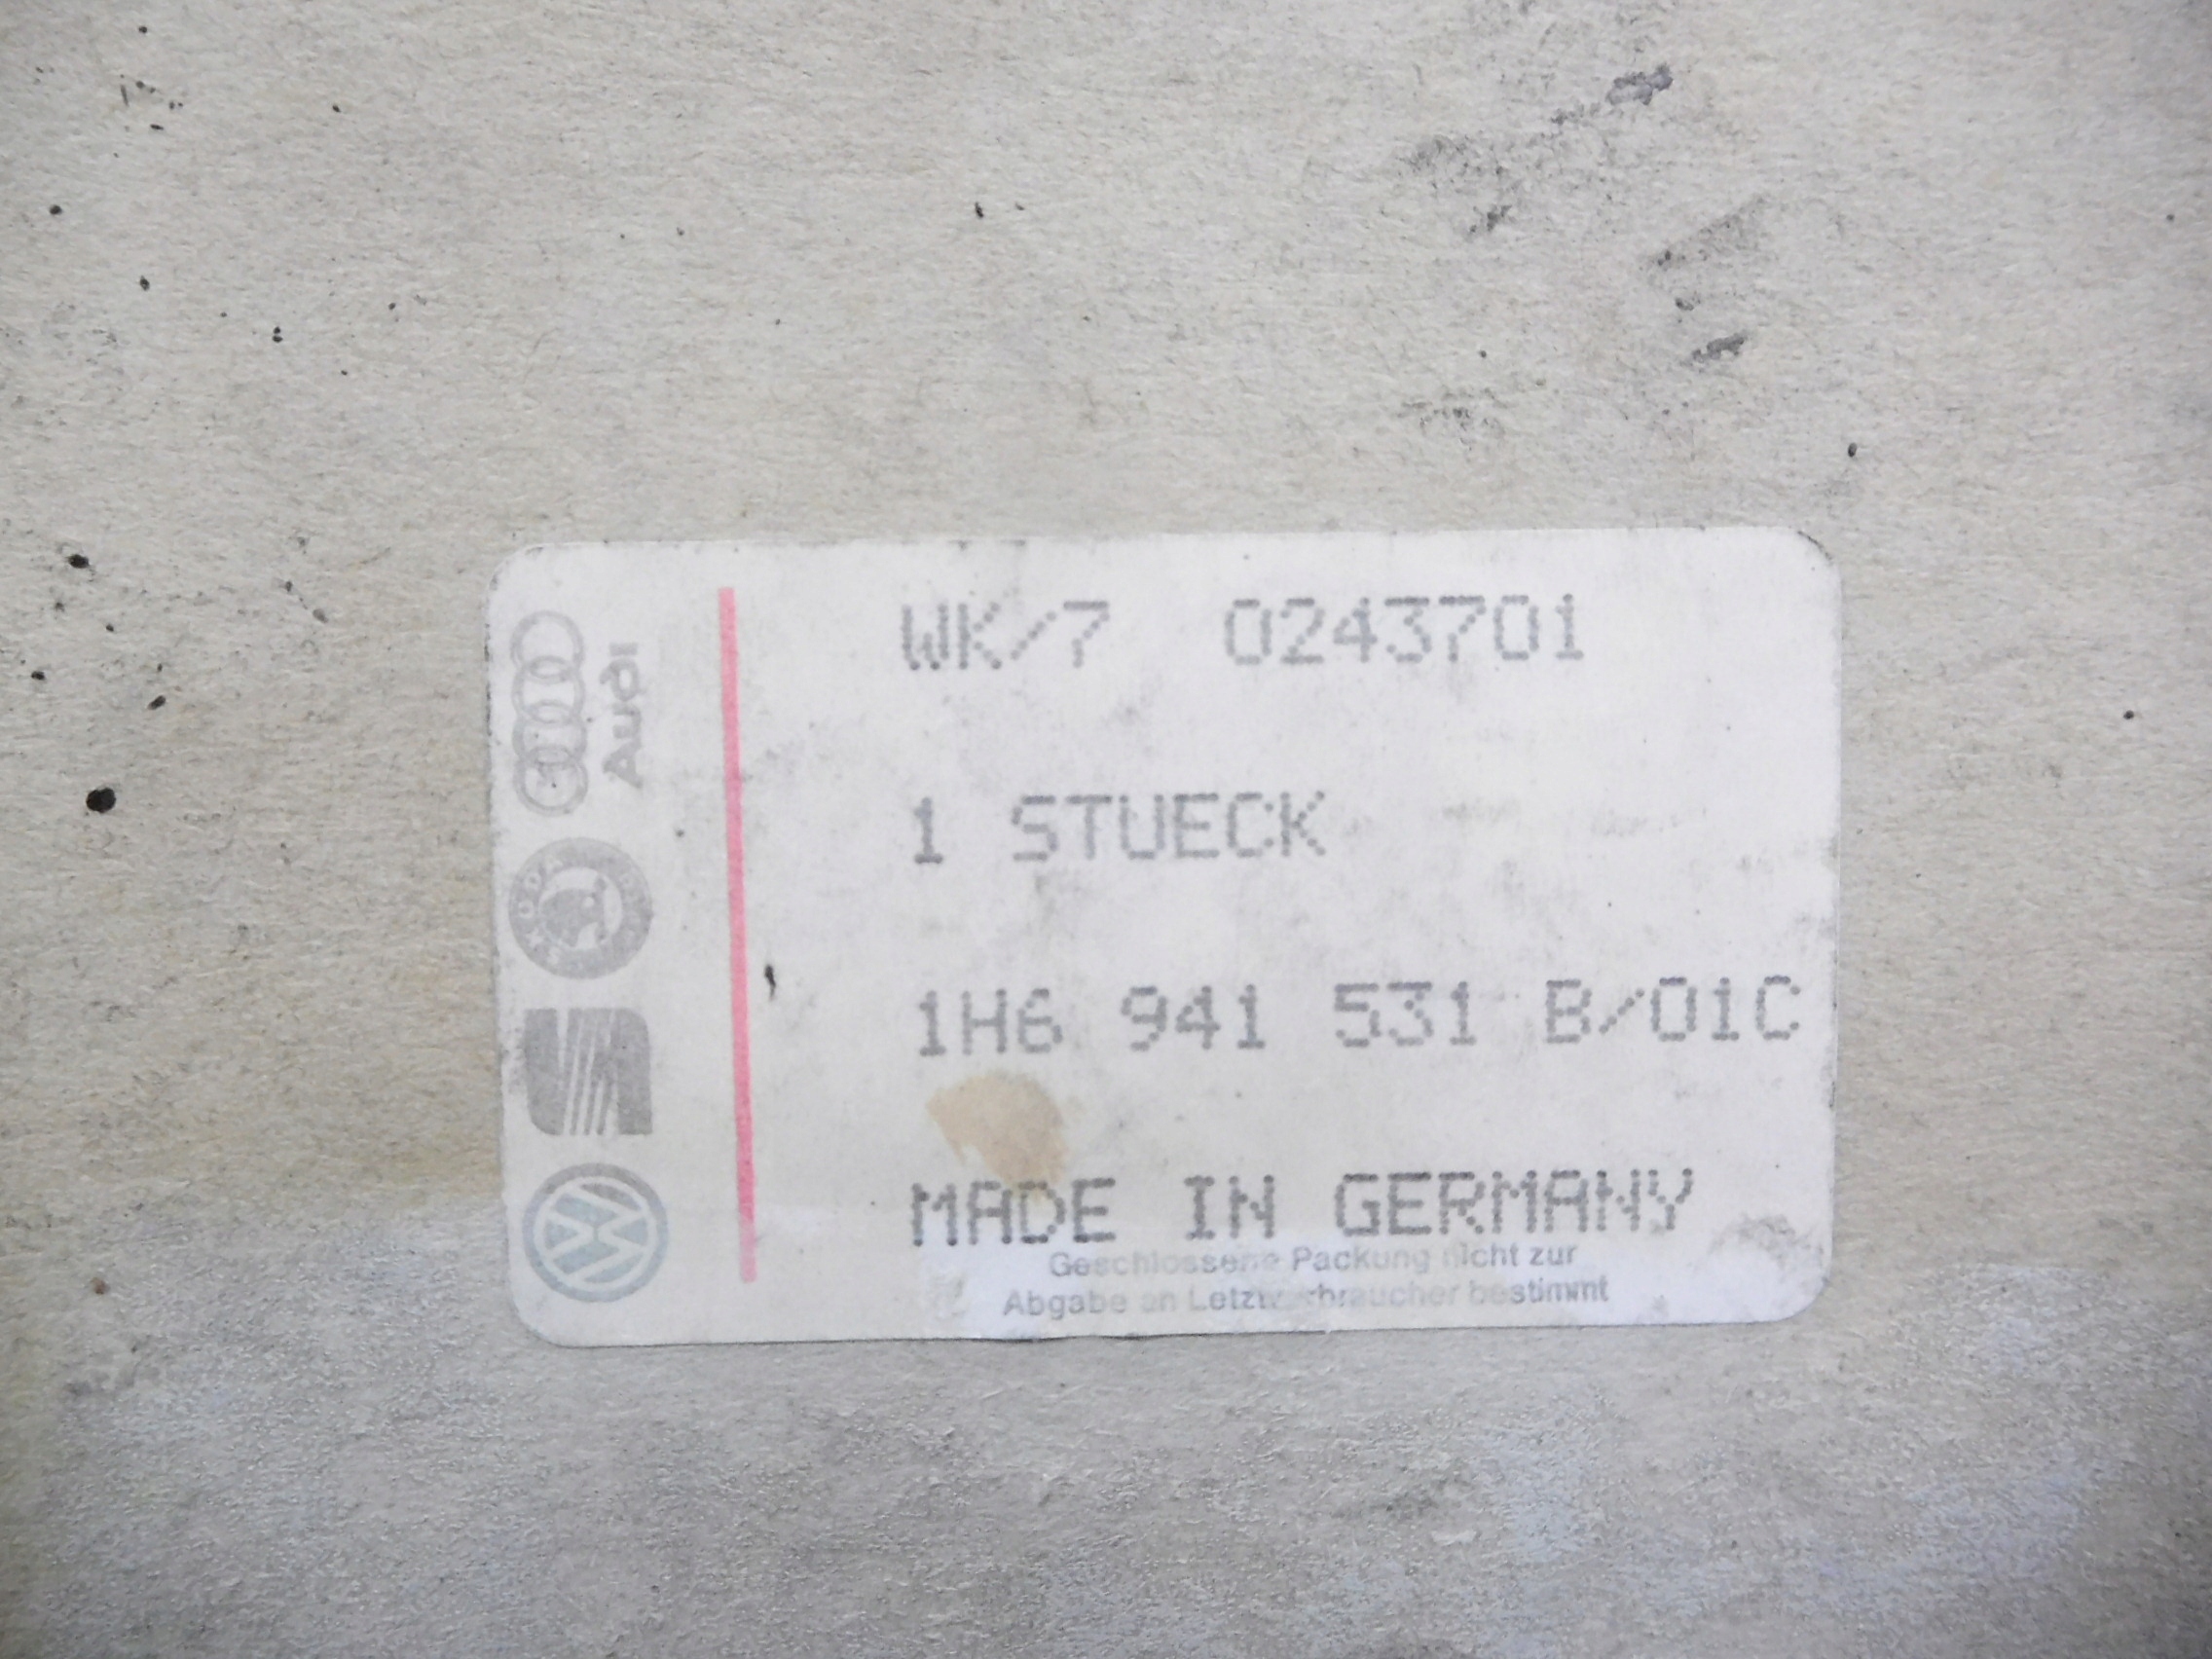 WK/7 0243701
1 STUECK
1H6 941 531 B/01C
MADE IN GERMANY
Geschlossene Packung nicht zur
Abgabe an Letztverbraucher bestimmt
Audi
SKODA